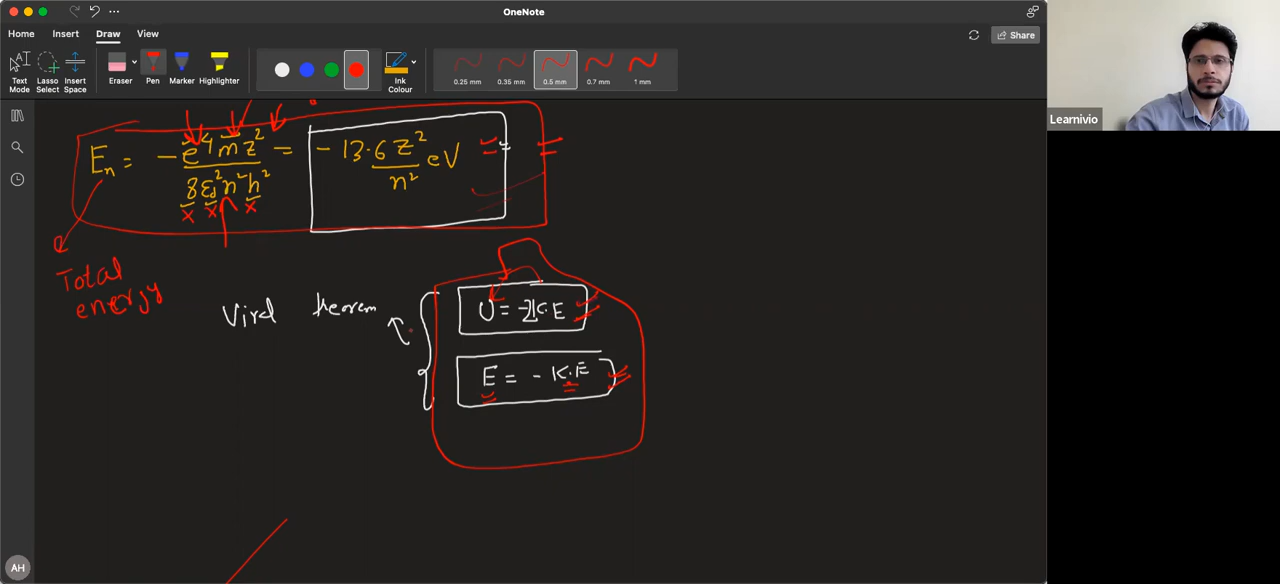 OneNote
Home Insert Draw View
Share
Text Mode Lasso Select Insert Space Eraser Pen Marker Highlighter Ink Colour 0.25 mm 0.35 mm 0.5 mm 0.7 mm 1 mm
Learnivio
Eₙ = -e⁴mz² / 8ε₀²n²h² = -13.6 z² / n² eV
x x x
Total energy
Virel theorem
U = -2K.E
E = - K.E
AH